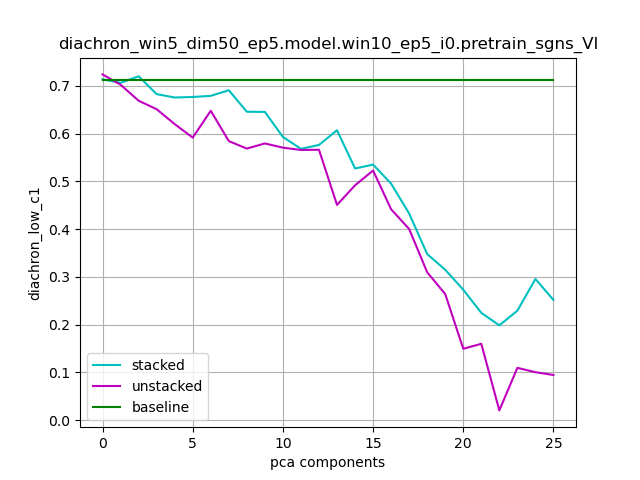 diachron_win5_dim50_ep5.model.win10_ep5_i0.pretrain_sgns_VI
0.7
0.6
0.5
0.4
0.3
0.2
0.1
0.0
diachron_low_c1
stacked
unstacked
baseline
0 5 10 15 20 25
pca components